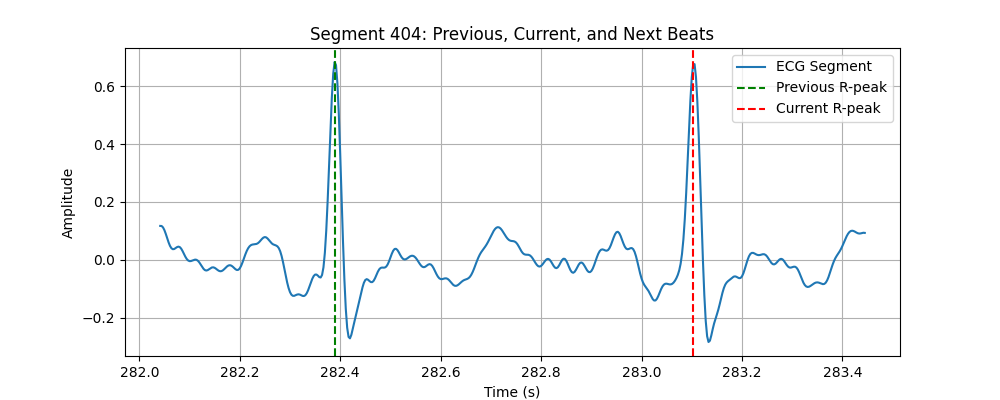 Segment 404: Previous, Current, and Next Beats
ECG Segment
Previous R-peak
Current R-peak
Amplitude
0.6
0.4
0.2
0.0
−0.2
282.0 282.2 282.4 282.6 282.8 283.0 283.2 283.4
Time (s)